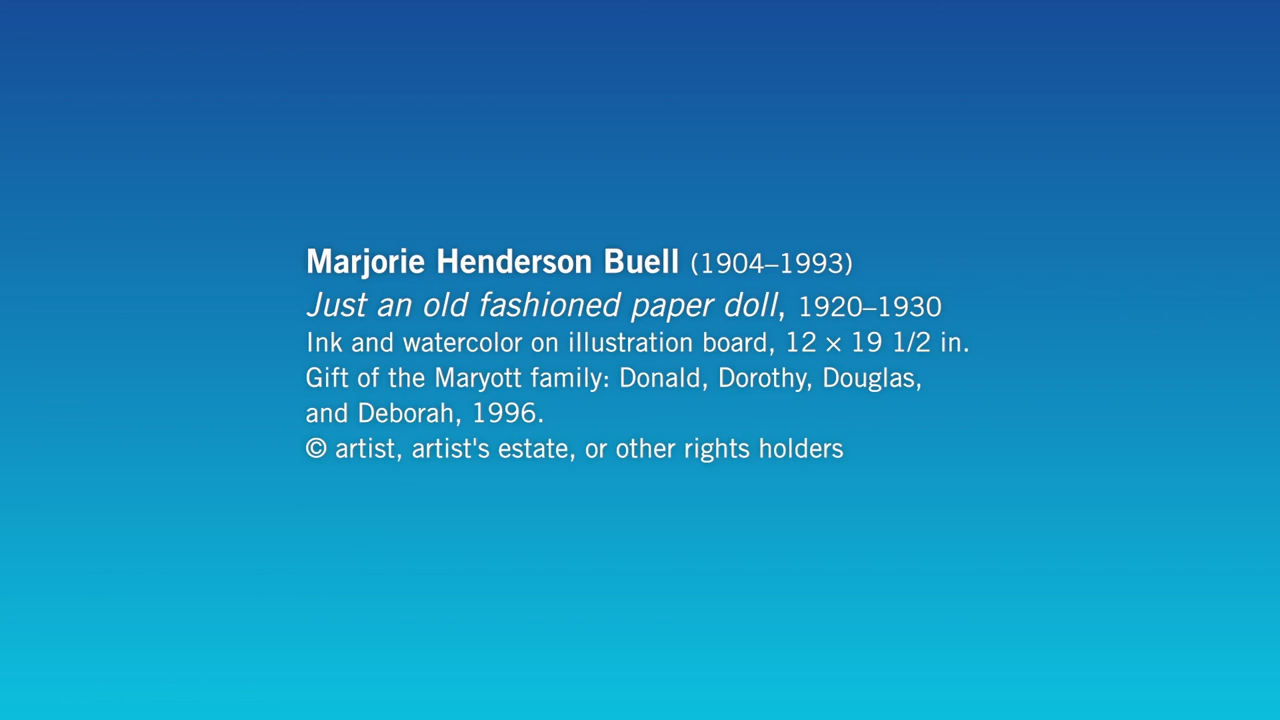 Marjorie Henderson Buell (1904–1993)
Just an old fashioned paper doll, 1920–1930
Ink and watercolor on illustration board, 12 × 19 1/2 in.
Gift of the Maryott family: Donald, Dorothy, Douglas,
and Deborah, 1996.
© artist, artist's estate, or other rights holders